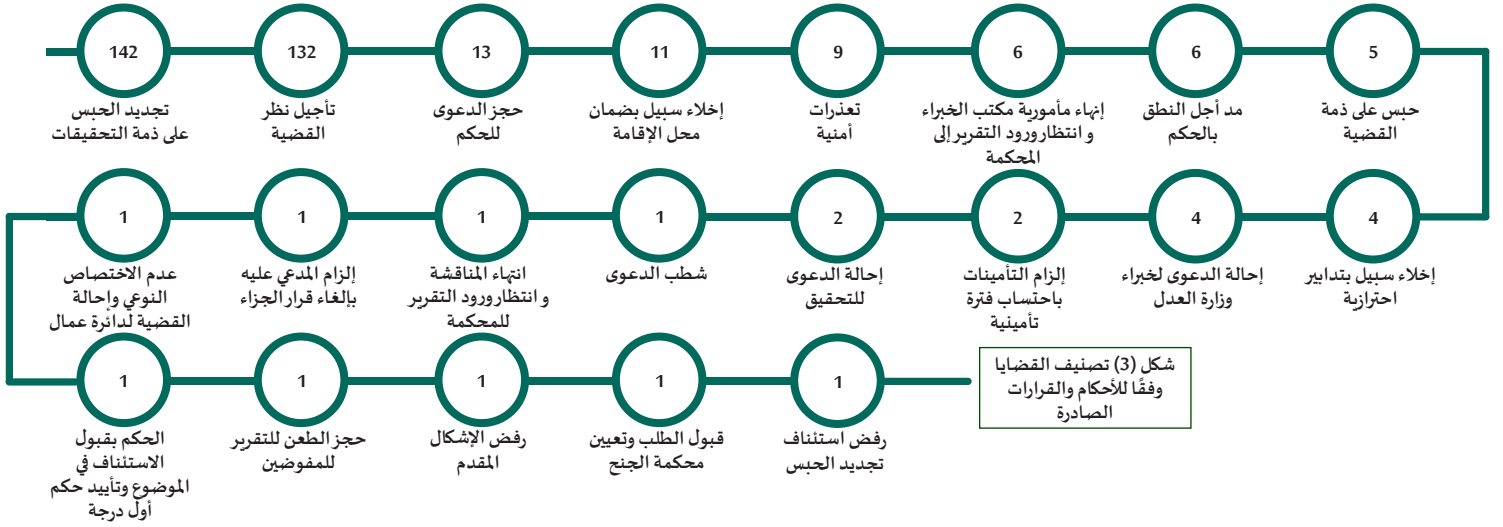 142
تجديد الحبس
على ذمة التحقيقات
132
تأجيل نظر
القضية
13
حجز الدعوى
للحكم
11
إخلاء سبيل بضمان
محل الإقامة
9
تعذرات
أمنية
6
إنهاء مأمورية مكتب الخبراء
و انتظار ورود التقرير إلى
المحكمة
6
مد أجل النطق
بالحكم
5
حبس على ذمة
القضية
4
إخلاء سبيل بتدابير
احترازية
4
إحالة الدعوى لخبراء
وزارة العدل
2
إلزام التأمينات
باحتساب فترة
تأمينية
2
إحالة الدعوى
للتحقيق
1
شطب الدعوى
1
انتهاء المناقشة
و انتظار ورود التقرير
للمحكمة
1
إلزام المدعي عليه
بإلغاء قرار الجزاء
1
عدم الاختصاص
النوعي وإحالة
القضية لدائرة عمال
1
الحكم بقبول
الاستئناف في
الموضوع وتأييد حكم
أول درجة
1
حجز الطعن للتقرير
للمفوضين
1
رفض الإشكال
المقدم
1
قبول الطلب وتعيين
محكمة الجنح
1
رفض استئناف
تجديد الحبس
شكل (3) تصنيف القضايا
وفقًا للأحكام والقرارات
الصادرة